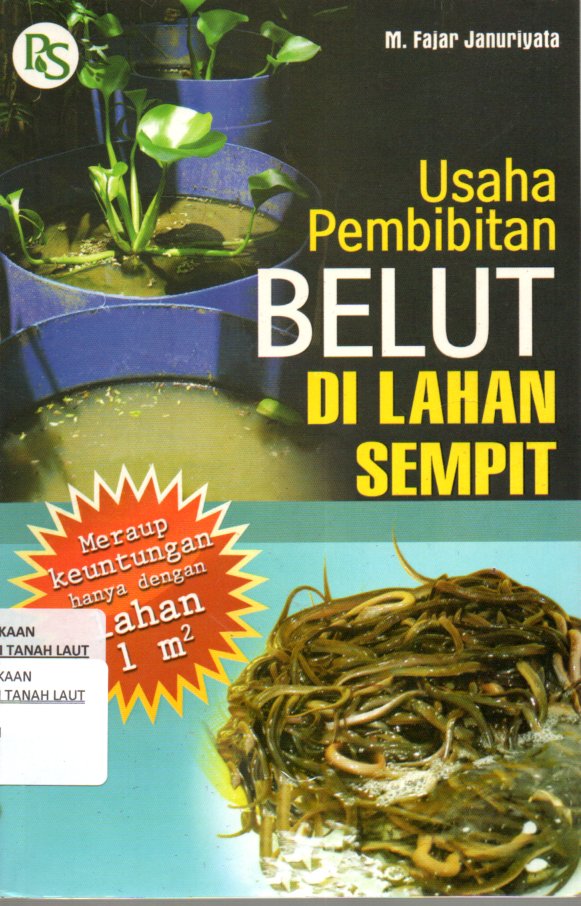 PS
M. Fajar Januriyata
Usaha
Pembibitan
BELUT
DI LAHAN
SEMPIT
Meraup
keuntungan
hanya dengan
lahan
1 m²
KAAN
TANAH LAUT
KAAN
TANAH LAUT